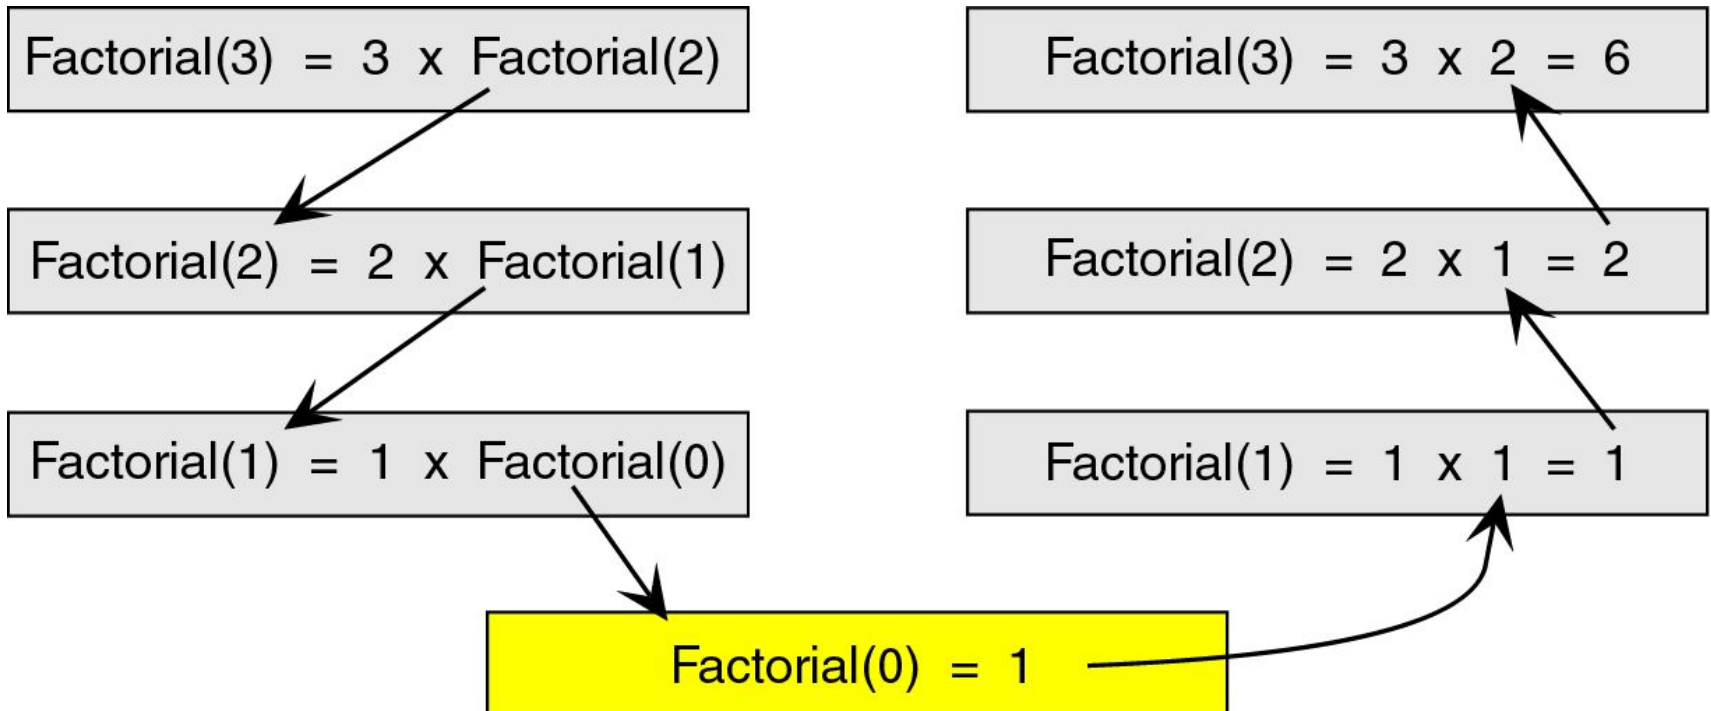 Factorial(3) = 3 x Factorial(2)
Factorial(2) = 2 x Factorial(1)
Factorial(1) = 1 x Factorial(0)
Factorial(0) = 1
Factorial(1) = 1 x 1 = 1
Factorial(2) = 2 x 1 = 2
Factorial(3) = 3 x 2 = 6